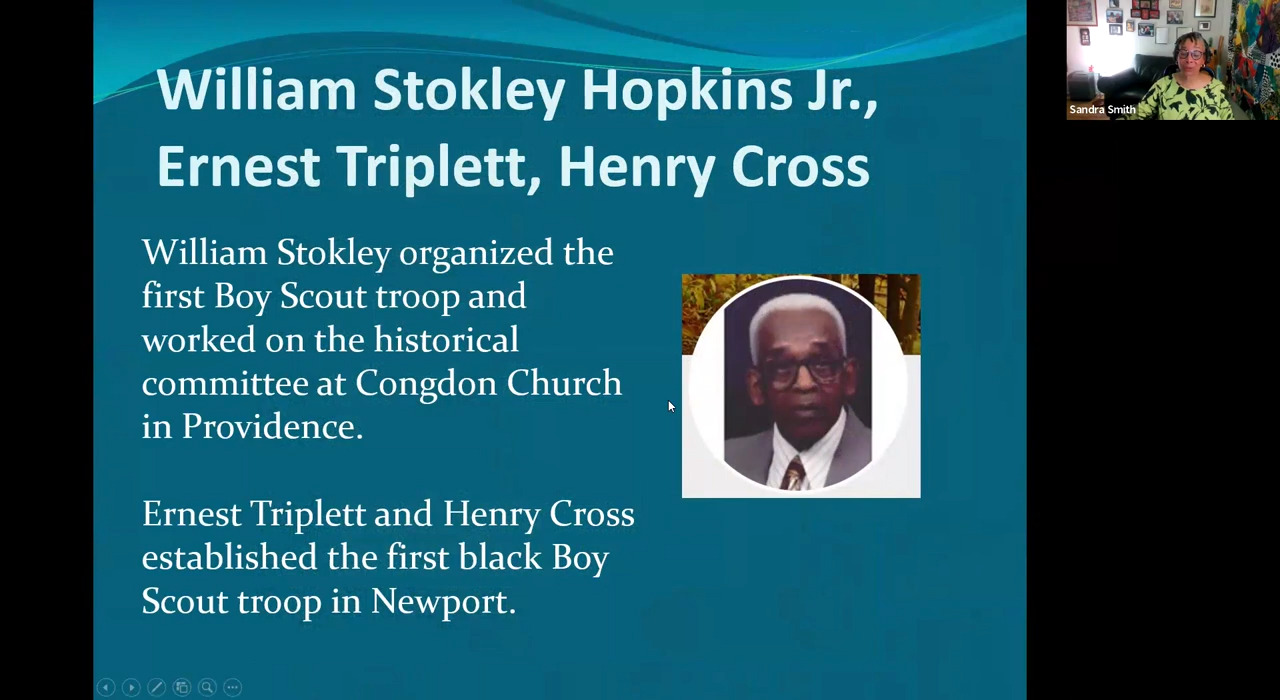 William Stokley Hopkins Jr.,
Ernest Triplett, Henry Cross
William Stokley organized the
first Boy Scout troop and
worked on the historical
committee at Congdon Church
in Providence.
Ernest Triplett and Henry Cross
established the first black Boy
Scout troop in Newport.
Sandra Smith